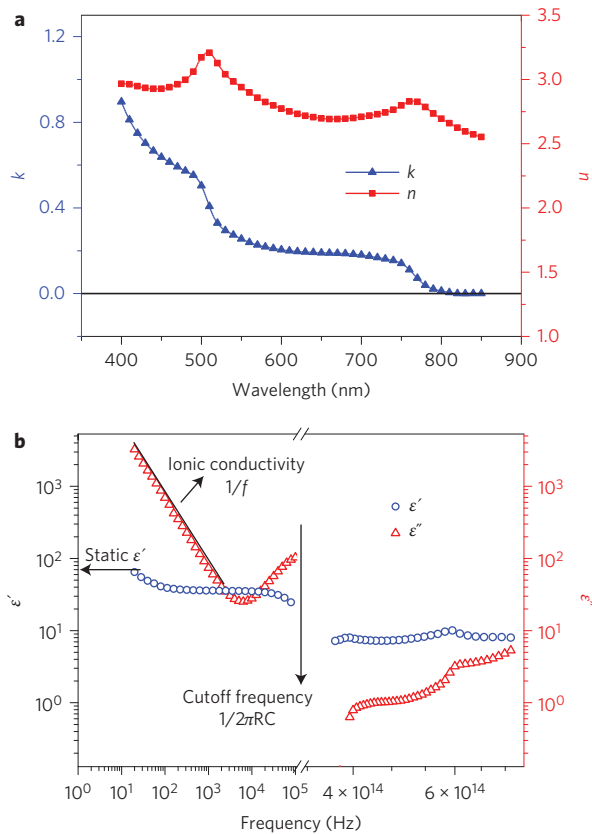 a
1.2
0.8
0.4
0.0
k
3.5
3.0
2.5
2.0
1.5
1.0
n
k
n
400 500 600 700 800 900
Wavelength (nm)
b
10³
10²
10¹
10⁰
ε′
Ionic conductivity
1/f
Static ε′
ε′
ε″
Cutoff frequency
1/2πRC
10³
10²
10¹
10⁰
ε″
10⁰ 10¹ 10² 10³ 10⁴ 10⁵ 4 × 10¹⁴ 6 × 10¹⁴
Frequency (Hz)